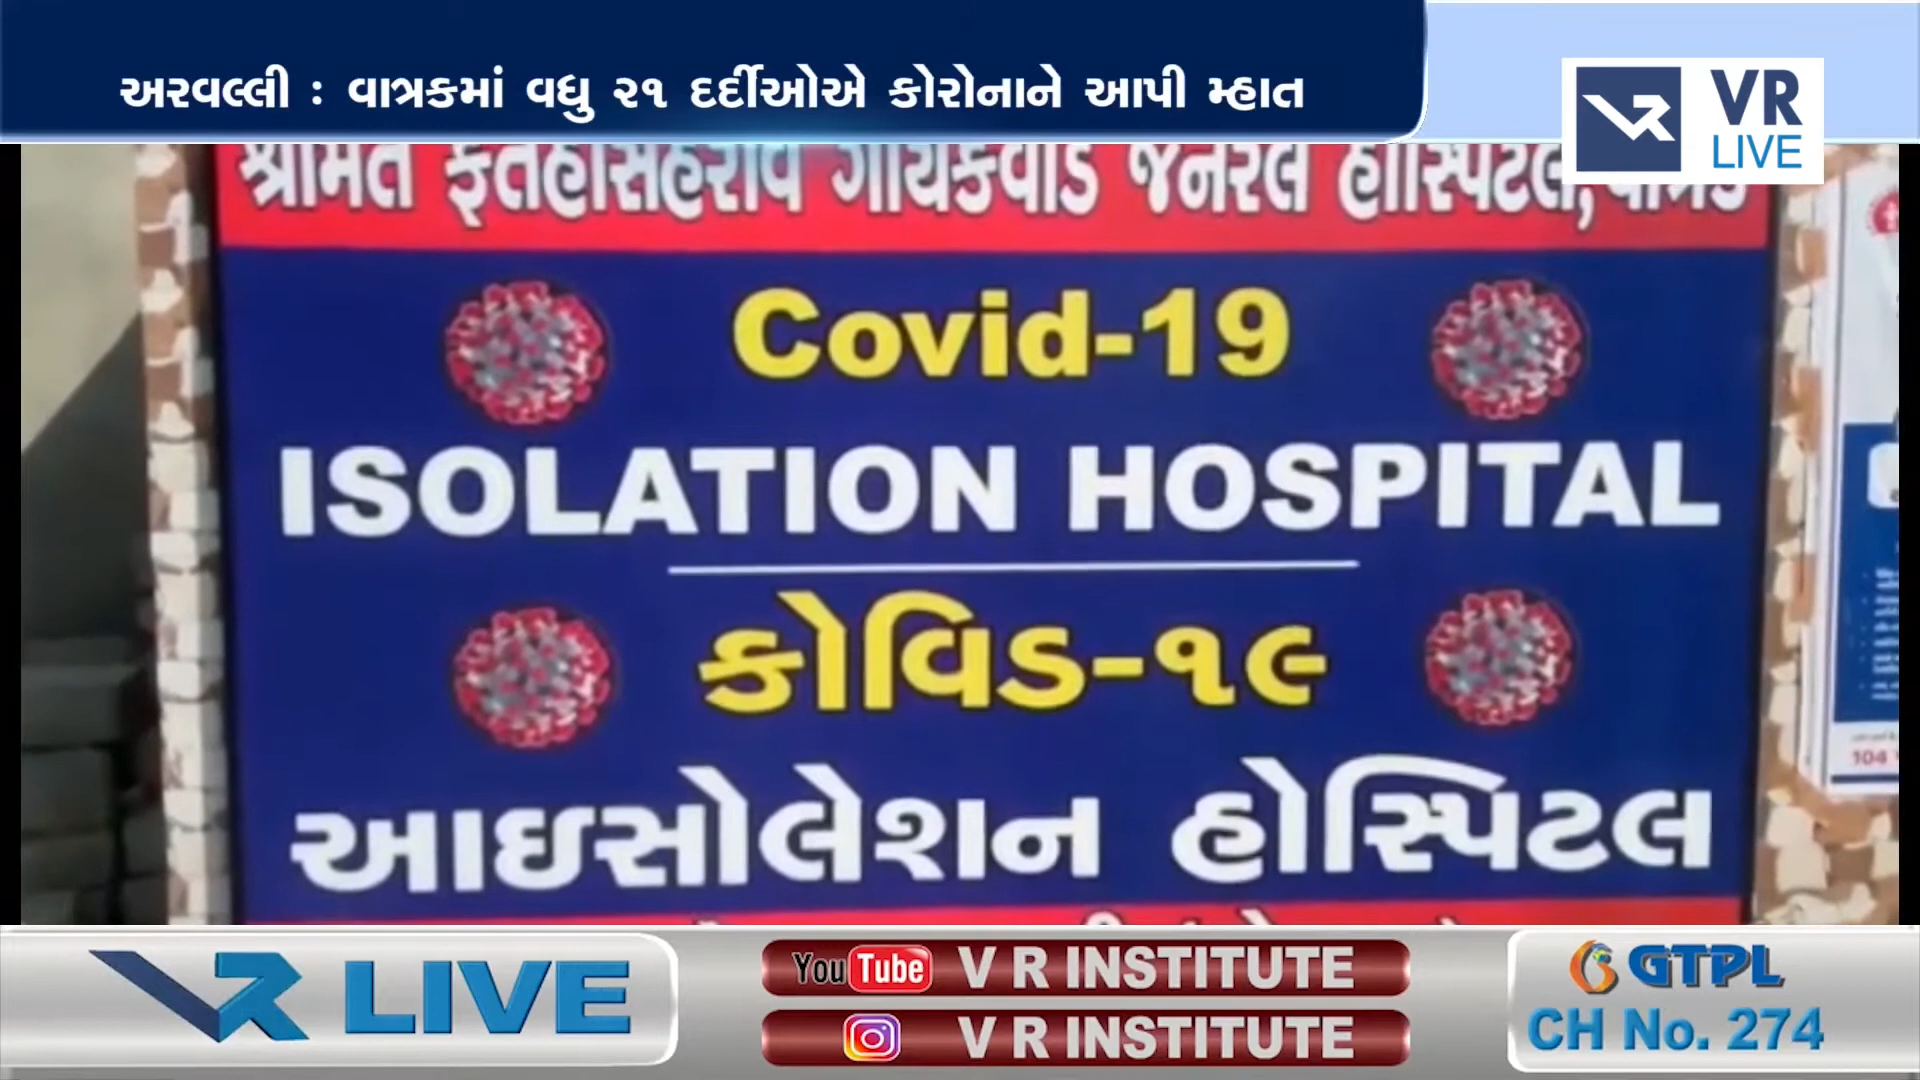 અરવલ્લી : વાત્રકમાં વધુ ૨૧ દર્દીઓએ કોરોનાને આપી મ્હાત
VR
LIVE
શ્રીમંત ફતેહસિંહરાવ ગાયકવાડ જનરલ હોસ્પિટલ,
Covid-19
ISOLATION HOSPITAL
કોવિડ-૧૯
આઇસોલેશન હોસ્પિટલ
104
VR LIVE
YouTube V R INSTITUTE
V R INSTITUTE
GTPL
CH No. 274